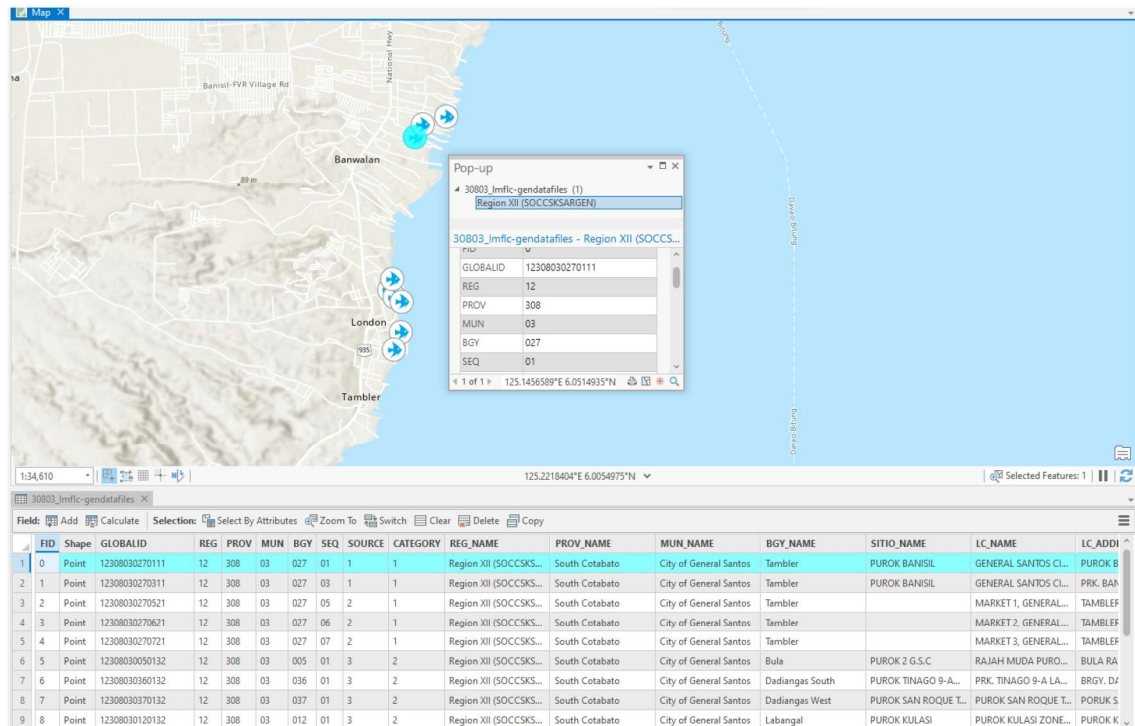 Map
Bitung
National Hwy
Banisil-FVR Village Rd
Banwalan
89 m
Davao-Bitung
London
935
Tambler
Davao Bitung
Pop-up
30803_lmflc-gendatafiles (1)
Region XII (SOCCSKSARGEN)
30803_lmflc-gendatafiles - Region XII (SOCCS...
FID 0
GLOBALID 12308030270111
REG 12
PROV 308
MUN 03
BGY 027
SEQ 01
1 of 1 125.1456589°E 6.0514935°N
1:34,610 125.2218404°E 6.0054975°N Selected Features: 1
30803_lmflc-gendatafiles
Field: Add Calculate Selection: Select By Attributes Zoom To Switch Clear Delete Copy
FID Shape GLOBALID REG PROV MUN BGY SEQ SOURCE CATEGORY REG_NAME PROV_NAME MUN_NAME BGY_NAME SITIO_NAME LC_NAME LC_ADDI
1 0 Point 12308030270111 12 308 03 027 01 1 1 Region XII (SOCCSKS... South Cotabato City of General Santos Tambler PUROK BANISIL GENERAL SANTOS CI... PUROK B
2 1 Point 12308030270311 12 308 03 027 03 1 1 Region XII (SOCCSKS... South Cotabato City of General Santos Tambler PUROK BANISIL GENERAL SANTOS CI... PRK. BAN
3 2 Point 12308030270521 12 308 03 027 05 2 1 Region XII (SOCCSKS... South Cotabato City of General Santos Tambler MARKET 1, GENERAL... TAMBLER
4 3 Point 12308030270621 12 308 03 027 06 2 1 Region XII (SOCCSKS... South Cotabato City of General Santos Tambler MARKET 2, GENERAL... TAMBLER
5 4 Point 12308030270721 12 308 03 027 07 2 1 Region XII (SOCCSKS... South Cotabato City of General Santos Tambler MARKET 3, GENERAL... TAMBLER
6 5 Point 12308030050132 12 308 03 005 01 3 2 Region XII (SOCCSKS... South Cotabato City of General Santos Bula PUROK 2 G.S.C RAJAH MUDA PURO... BULA RA
7 6 Point 12308030360132 12 308 03 036 01 3 2 Region XII (SOCCSKS... South Cotabato City of General Santos Dadiangas South PUROK TINAGO 9-A... PRK. TINAGO 9-A LA... BRGY. DA
8 7 Point 12308030370132 12 308 03 037 01 3 2 Region XII (SOCCSKS... South Cotabato City of General Santos Dadiangas West PUROK SAN ROQUE T... PUROK SAN ROQUE T... PORUK S
9 8 Point 12308030120132 12 308 03 012 01 3 2 Region XII (SOCCSKS... South Cotabato City of General Santos Labangal PUROK KULASI PUROK KULASI ZONE... PUROK K